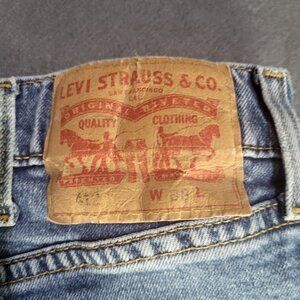 LEVI STRAUSS & CO.
SAN FRANCISCO
CAL
ORIGINAL RIVETED
QUALITY CLOTHING
W L